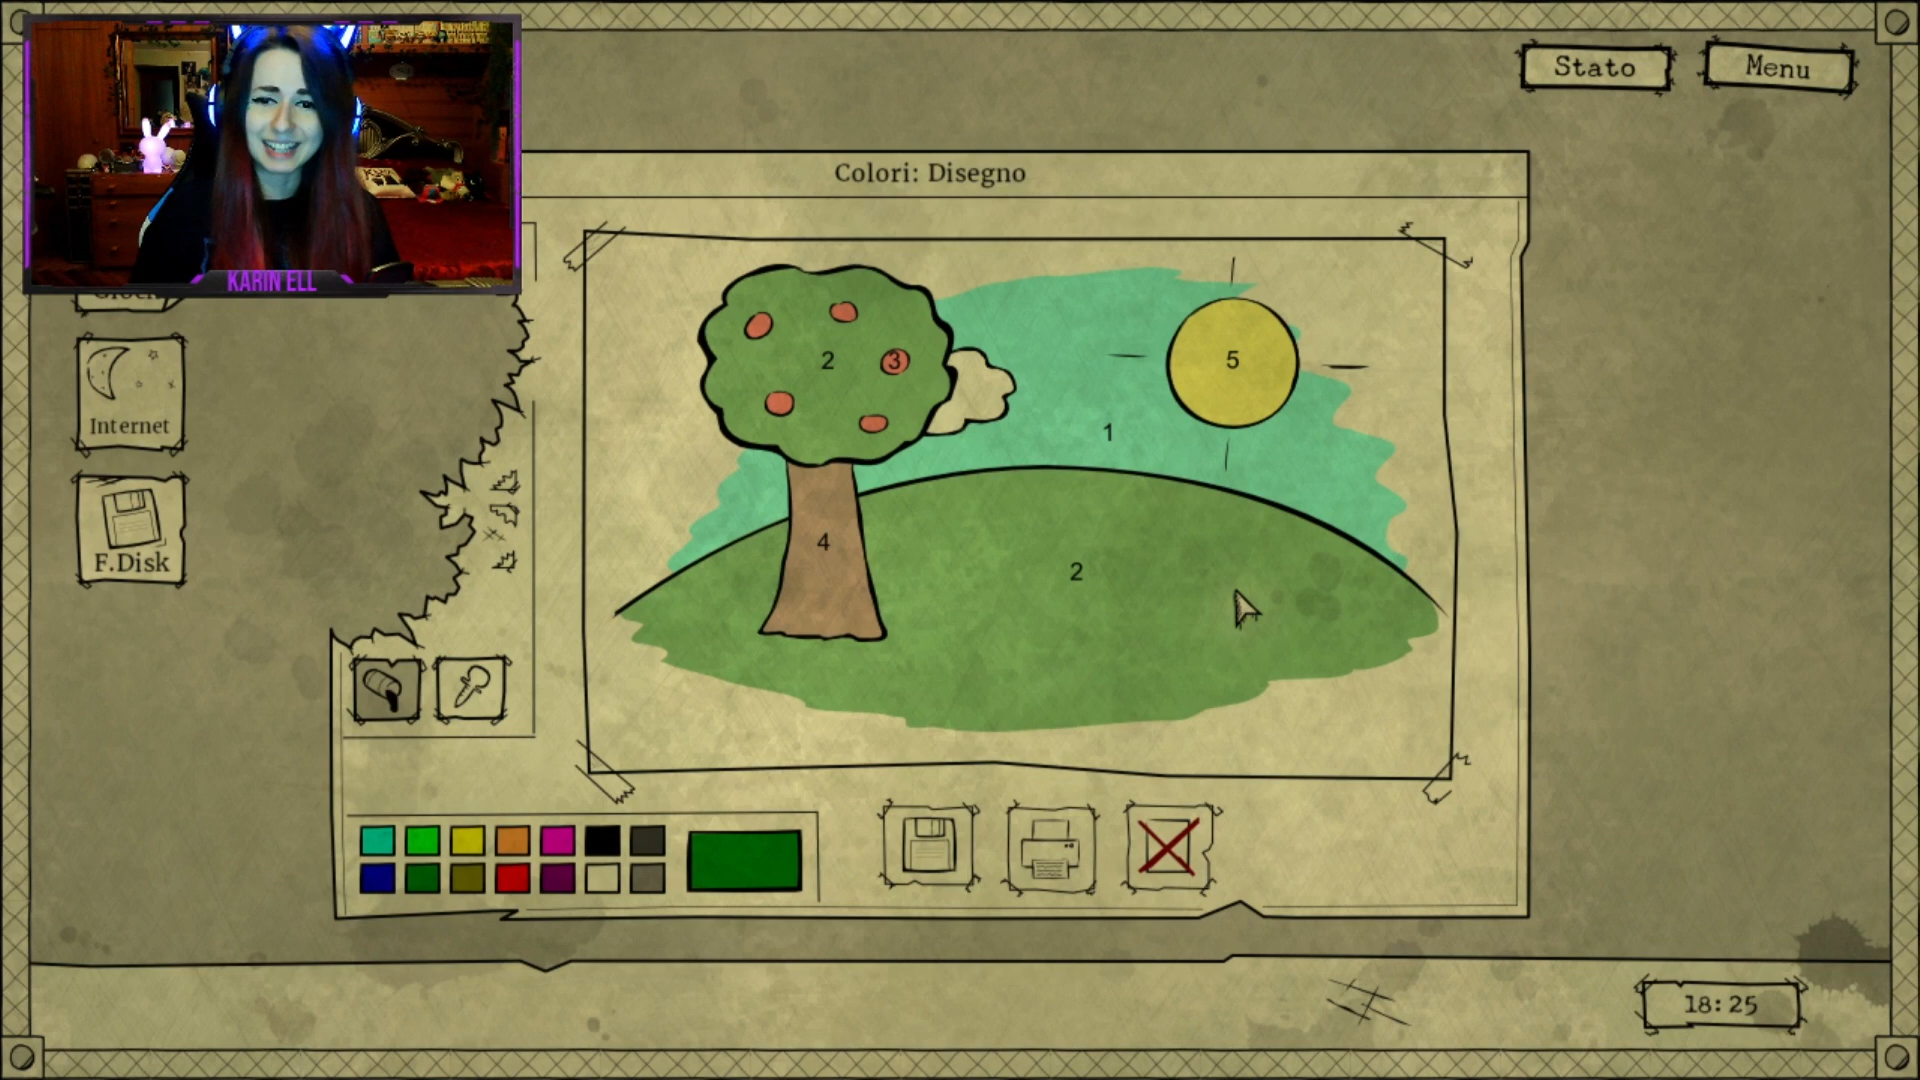 Stato
Menu
Colori: Disegno
KARIN ELL
Internet
F.Disk
2
3
5
1
4
2
18:25